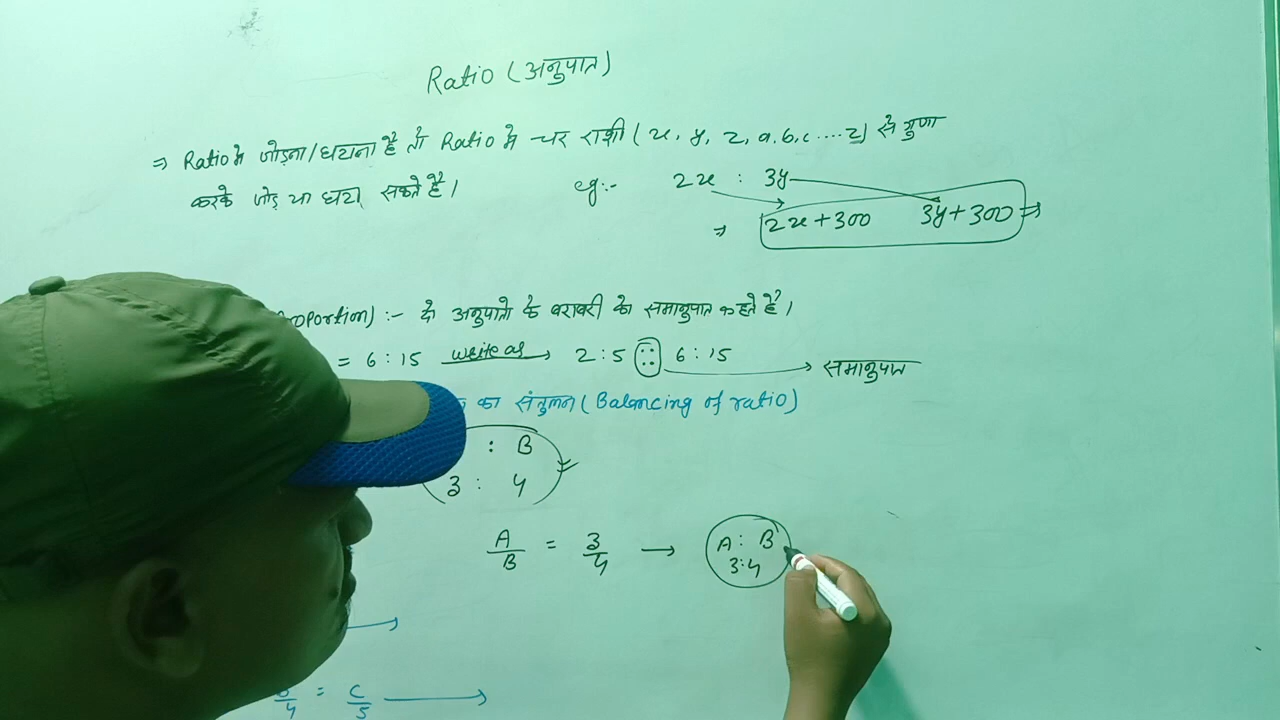 Ratio (अनुपात)
⇒ Ratio मे जोड़ना/घटाना है तो Ratio मे चर राशी (x, y, z, a, b, c .... z) से गुणा
करके जोड़ या घटा सकते है।
eg:- 2x : 3y
⇒ 2x+300 3y+300 ⇒
oportion) :- दो अनुपातो के बराबरी को समानुपात कहते है।
= 6:15 write as → 2:5 :: 6:15 → समानुपात
का संतुलन (Balancing of ratio)
: B
3 : 4
A/B = 3/4 → A : B
3:4
/4 = C/5 →